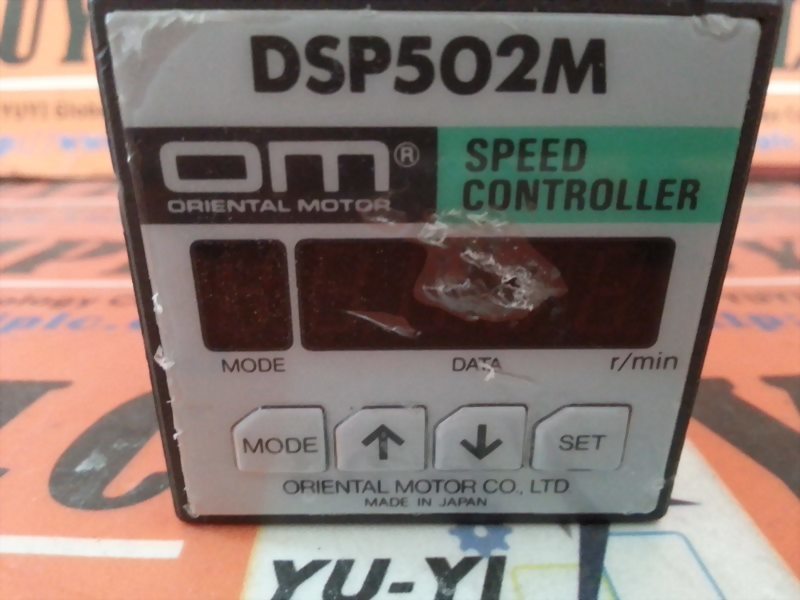 DSP502M
om®
ORIENTAL MOTOR
SPEED
CONTROLLER
MODE DATA r/min
MODE ↑ ↓ SET
ORIENTAL MOTOR CO., LTD
MADE IN JAPAN
YU-YI